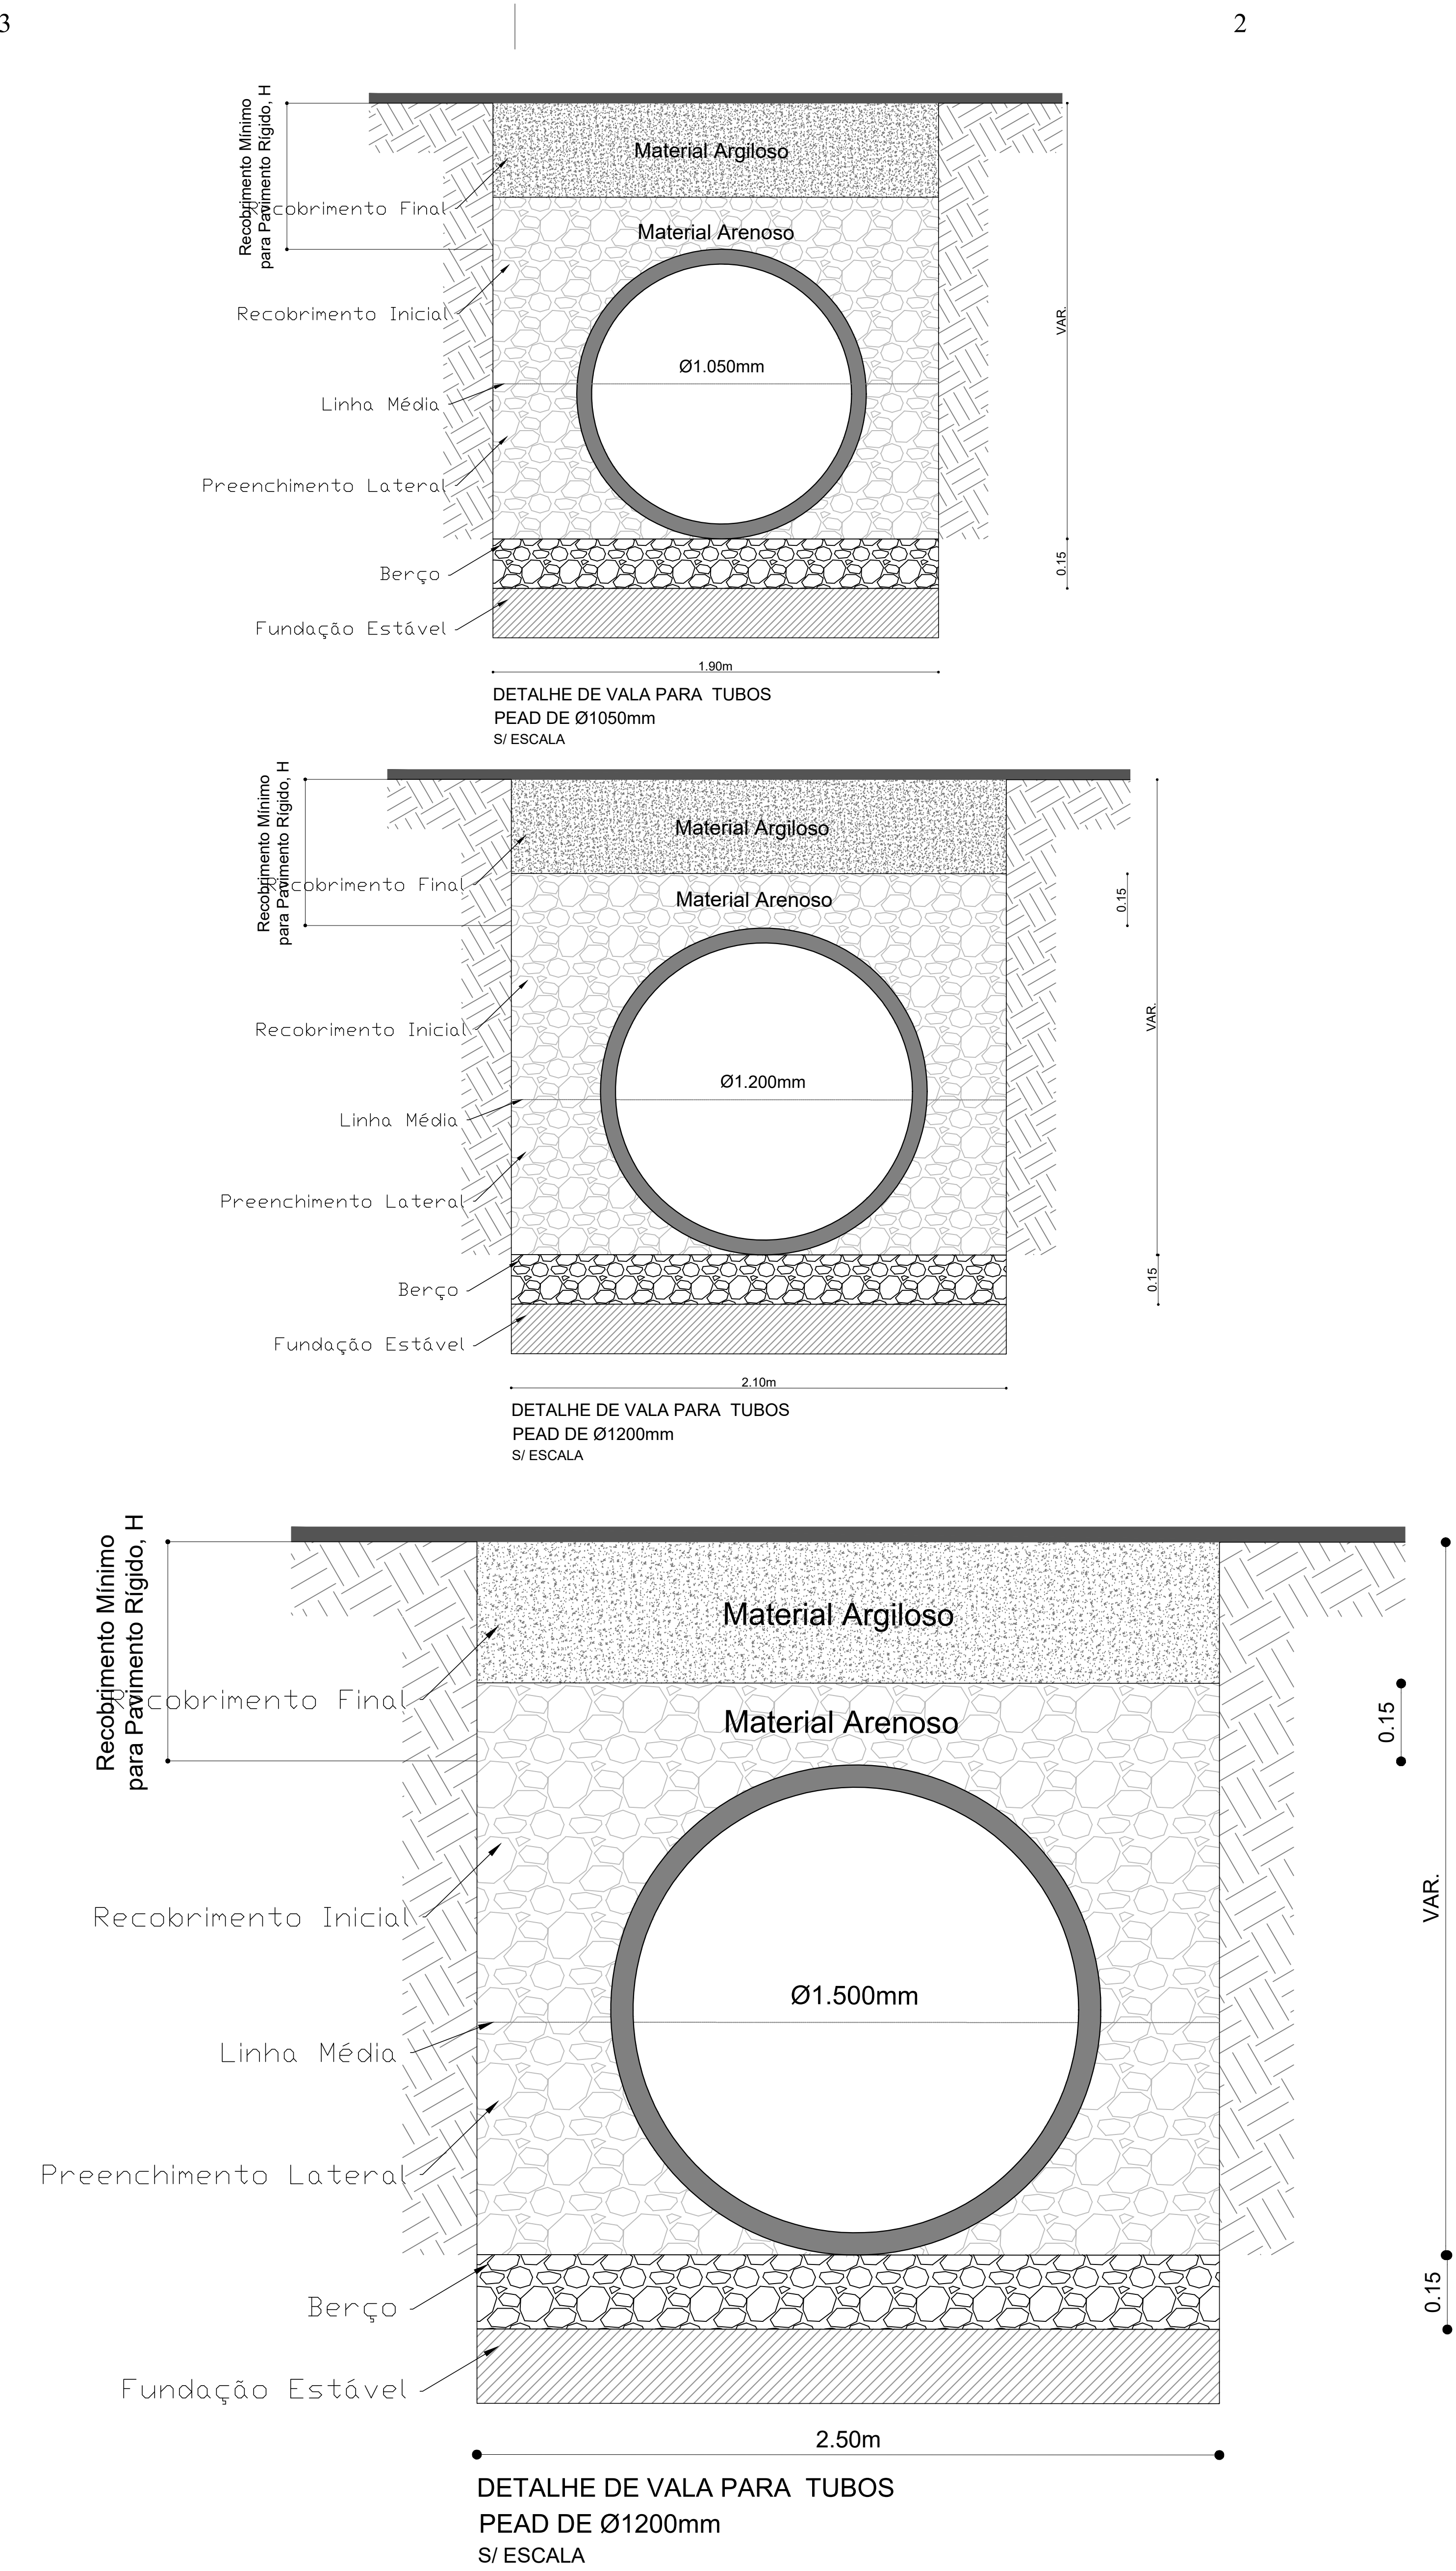 3
2
Recobrimento Mínimo
para Pavimento Rígido, H
Material Argiloso
Recobrimento Final
Material Arenoso
Recobrimento Inicial
VAR.
Ø1.050mm
Linha Média
Preenchimento Lateral
Berço
0.15
Fundação Estável
1.90m
DETALHE DE VALA PARA TUBOS
PEAD DE Ø1050mm
S/ ESCALA
Recobrimento Mínimo
para Pavimento Rígido, H
Material Argiloso
Recobrimento Final
Material Arenoso
0.15
Recobrimento Inicial
VAR.
Ø1.200mm
Linha Média
Preenchimento Lateral
Berço
0.15
Fundação Estável
2.10m
DETALHE DE VALA PARA TUBOS
PEAD DE Ø1200mm
S/ ESCALA
Recobrimento Mínimo
para Pavimento Rígido, H
Material Argiloso
Recobrimento Final
Material Arenoso
0.15
Recobrimento Inicial
VAR.
Ø1.500mm
Linha Média
Preenchimento Lateral
Berço
0.15
Fundação Estável
2.50m
DETALHE DE VALA PARA TUBOS
PEAD DE Ø1200mm
S/ ESCALA